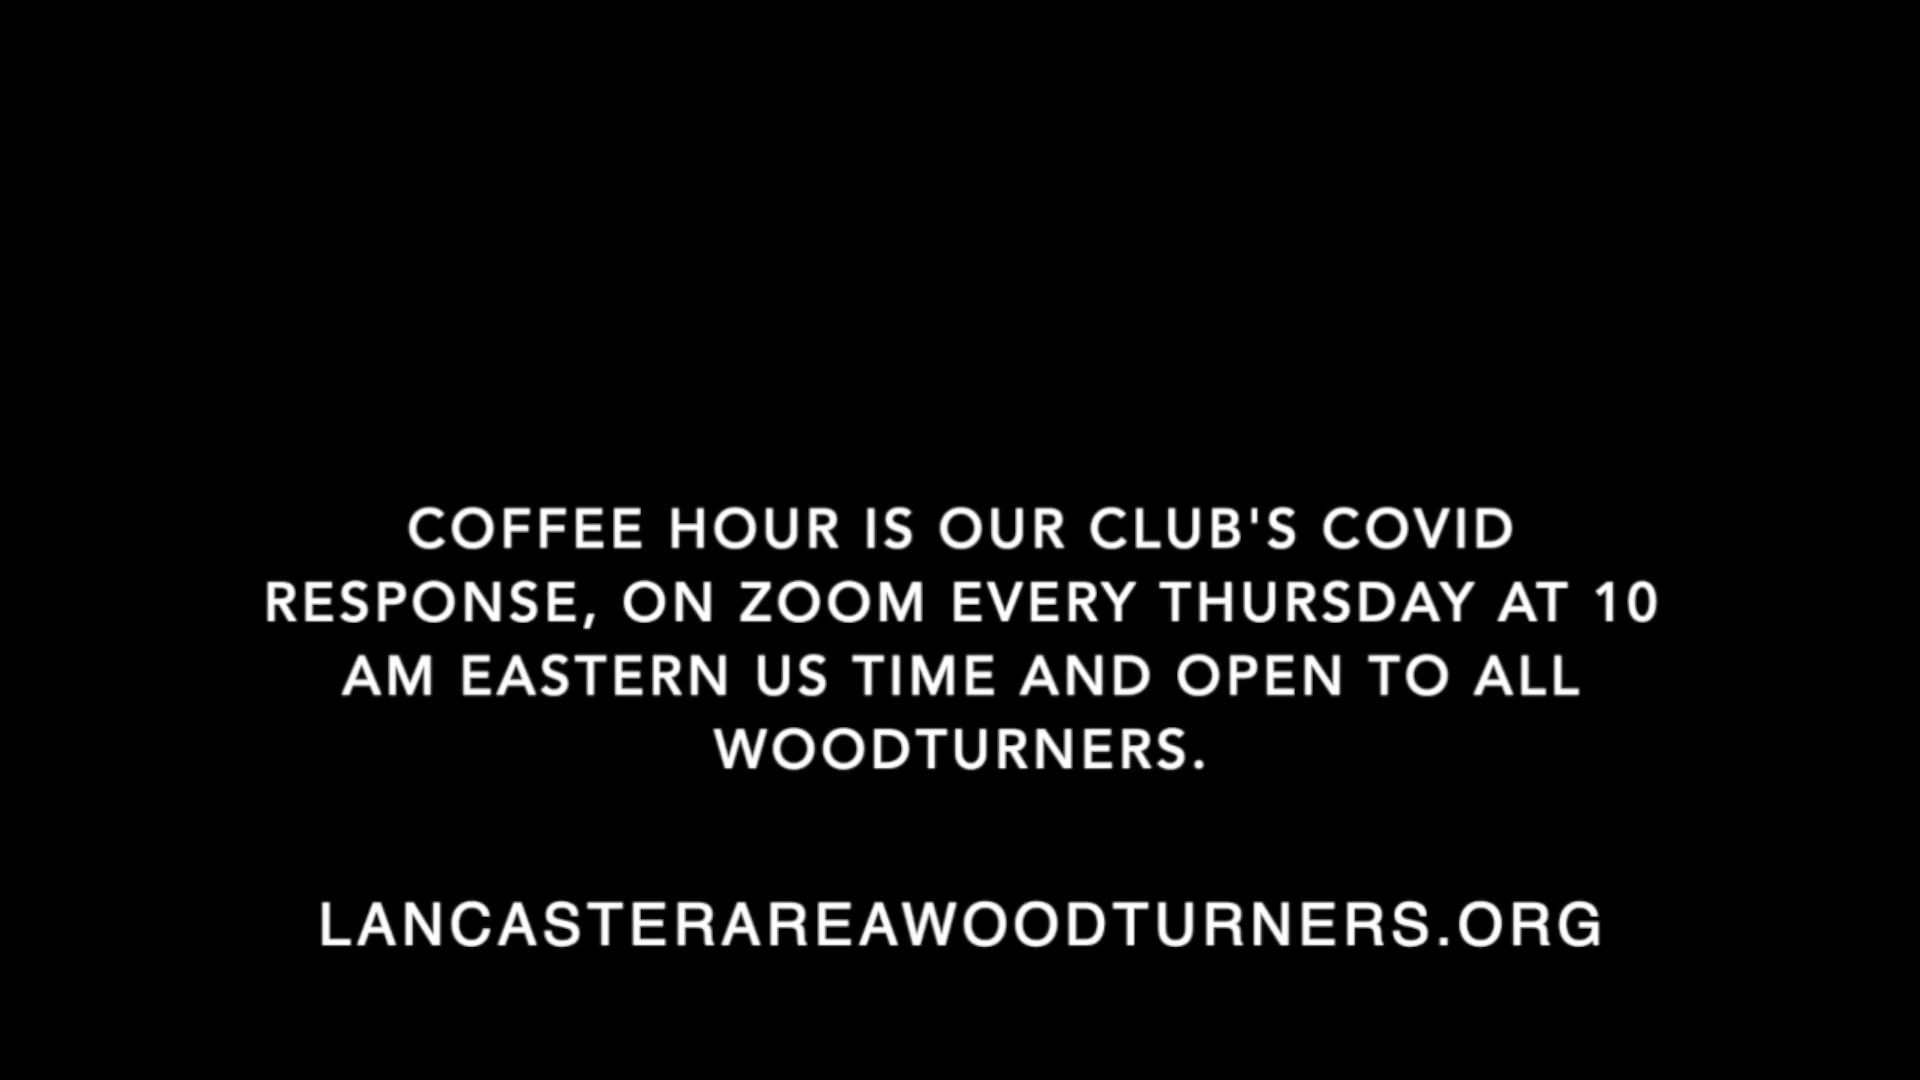 COFFEE HOUR IS OUR CLUB'S COVID
RESPONSE, ON ZOOM EVERY THURSDAY AT 10
AM EASTERN US TIME AND OPEN TO ALL
WOODTURNERS.
LANCASTERAREAWOODTURNERS.ORG